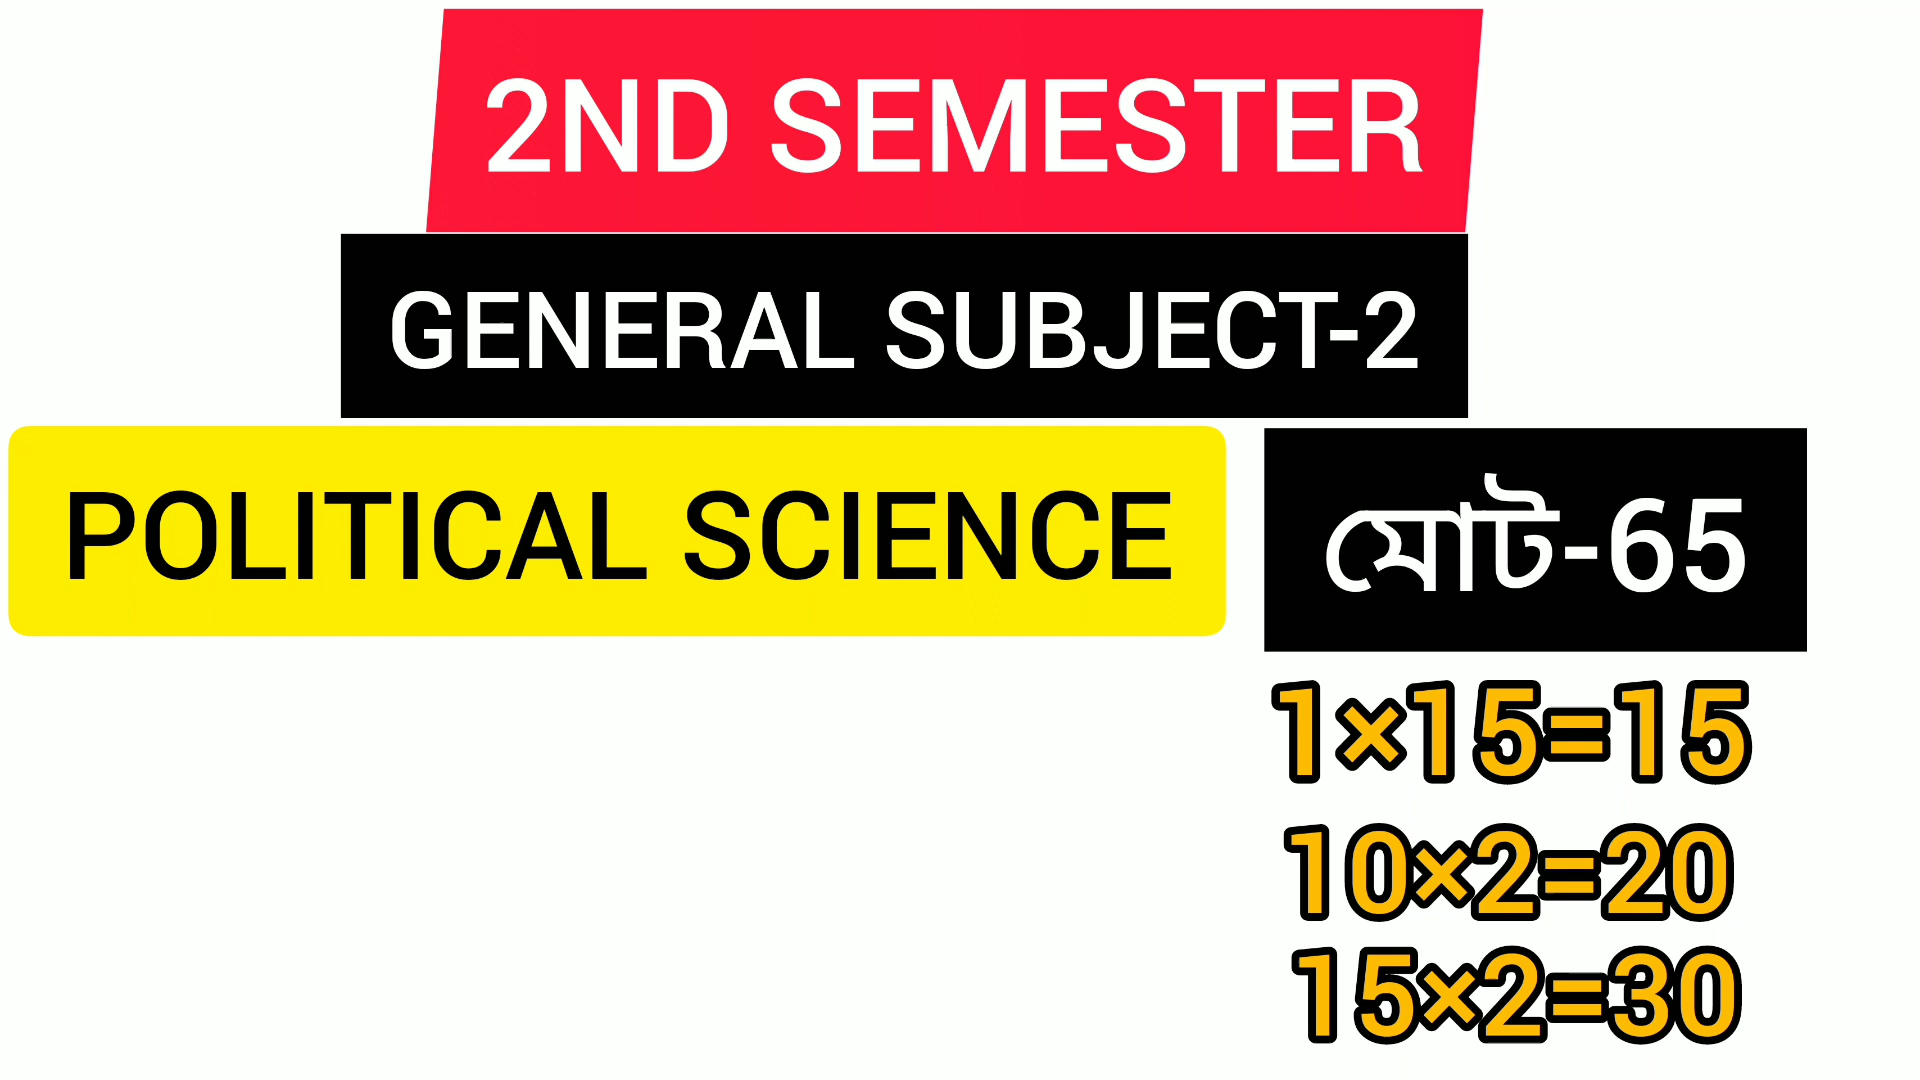 2ND SEMESTER
GENERAL SUBJECT-2
POLITICAL SCIENCE
মোট-65
1×15=15
10×2=20
15×2=30